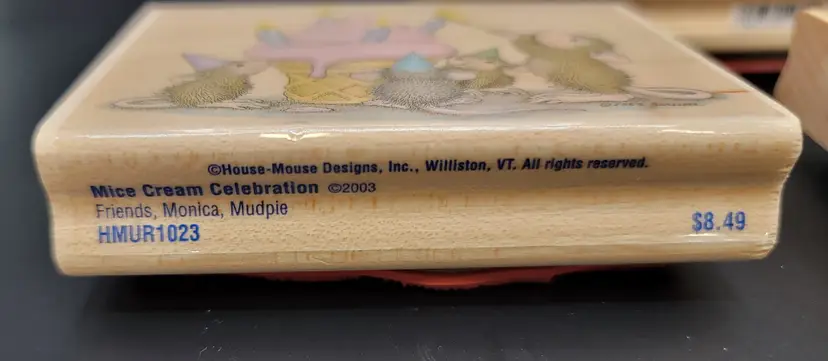 ©House-Mouse Designs, Inc., Williston, VT. All rights reserved.
Mice Cream Celebration ©2003
Friends, Monica, Mudpie
HMUR1023
$8.49